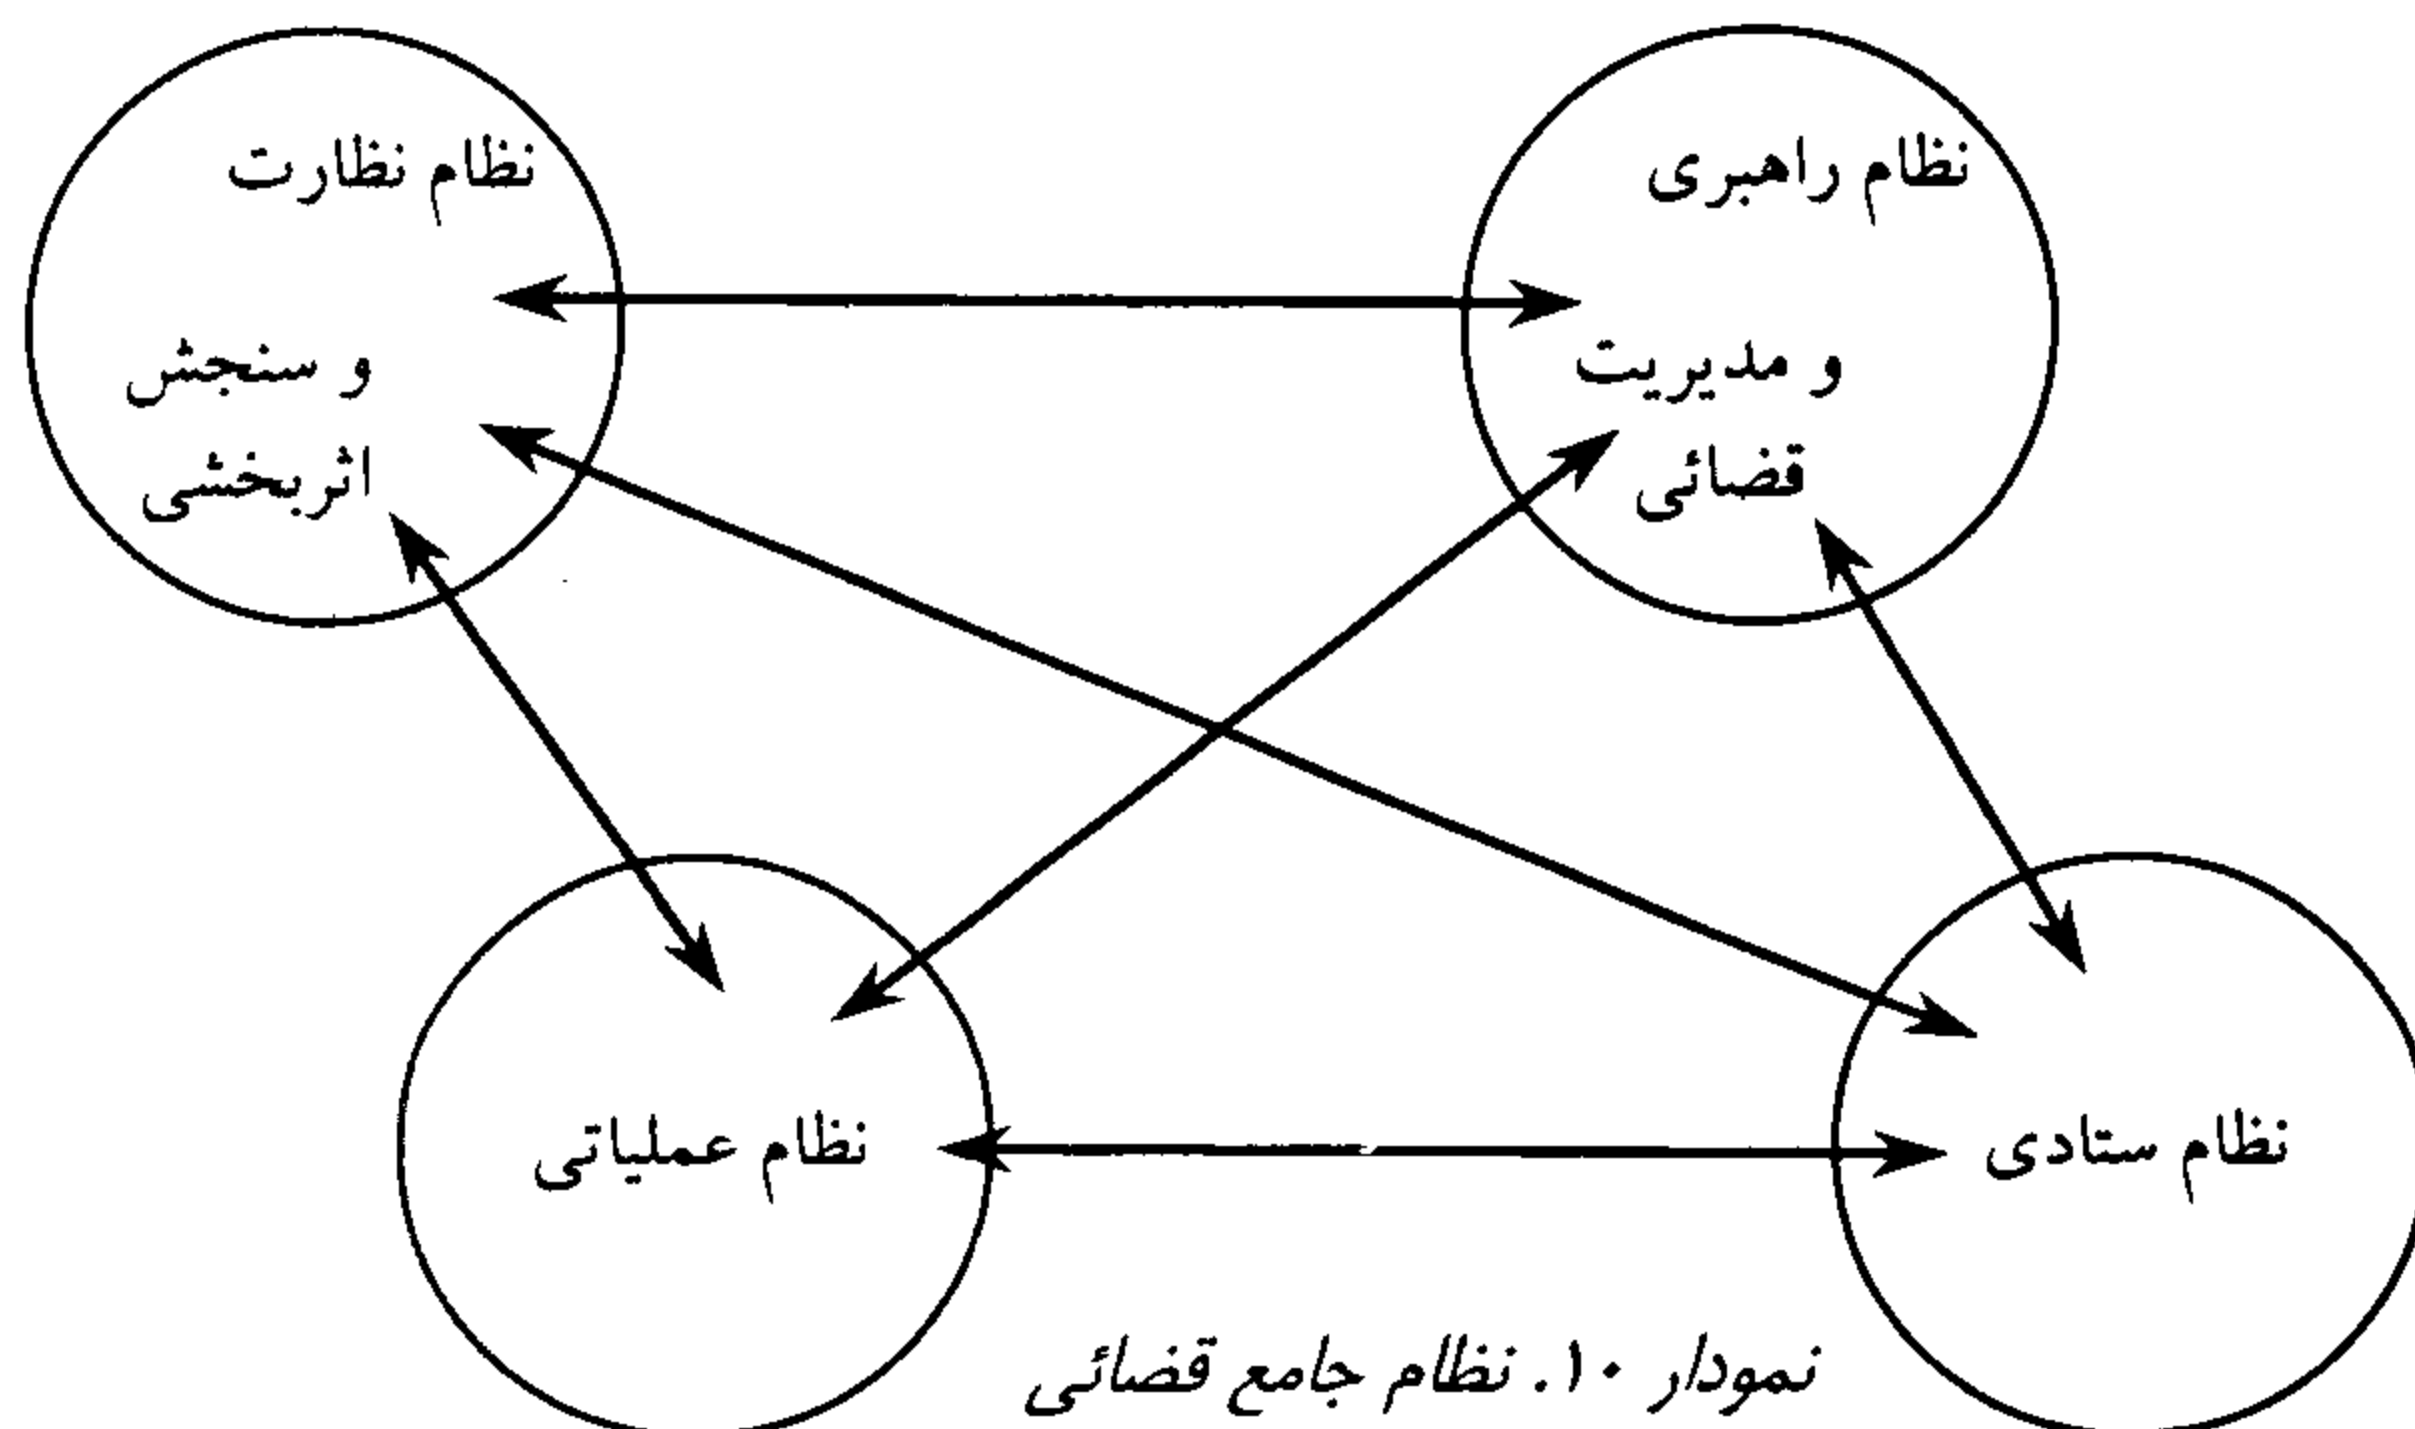 نظام راهبری
و مدیریت
قضائی
نظام نظارت
و سنجش
اثربخشی
نظام ستادی
نظام عملیاتی
نمودار ۱۰. نظام جامع قضائی